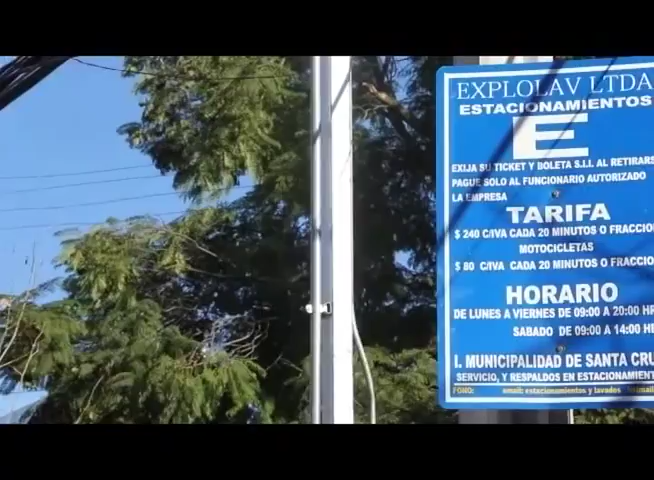 EXPLOLAV LTDA
ESTACIONAMIENTOS
E
EXIJA SU TICKET Y BOLETA S.I.I. AL RETIRARS
PAGUE SOLO AL FUNCIONARIO AUTORIZADO
LA EMPRESA
TARIFA
$ 240 C/IVA CADA 20 MINUTOS O FRACCIO
MOTOCICLETAS
$ 80 C/IVA CADA 20 MINUTOS O FRACCIO
HORARIO
DE LUNES A VIERNES DE 09:00 A 20:00 HR
SABADO DE 09:00 A 14:00 HR
I. MUNICIPALIDAD DE SANTA CRU
SERVICIO, Y RESPALDOS EN ESTACIONAMIENT
FONO: email: estacionamientos y lavados